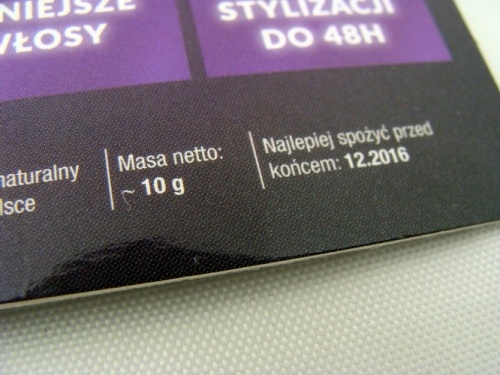 NIEJSZE
WŁOSY
STYLIZACJI
DO 48H
naturalny
lsce
Masa netto:
~ 10 g
Najlepiej spożyć przed
końcem: 12.2016